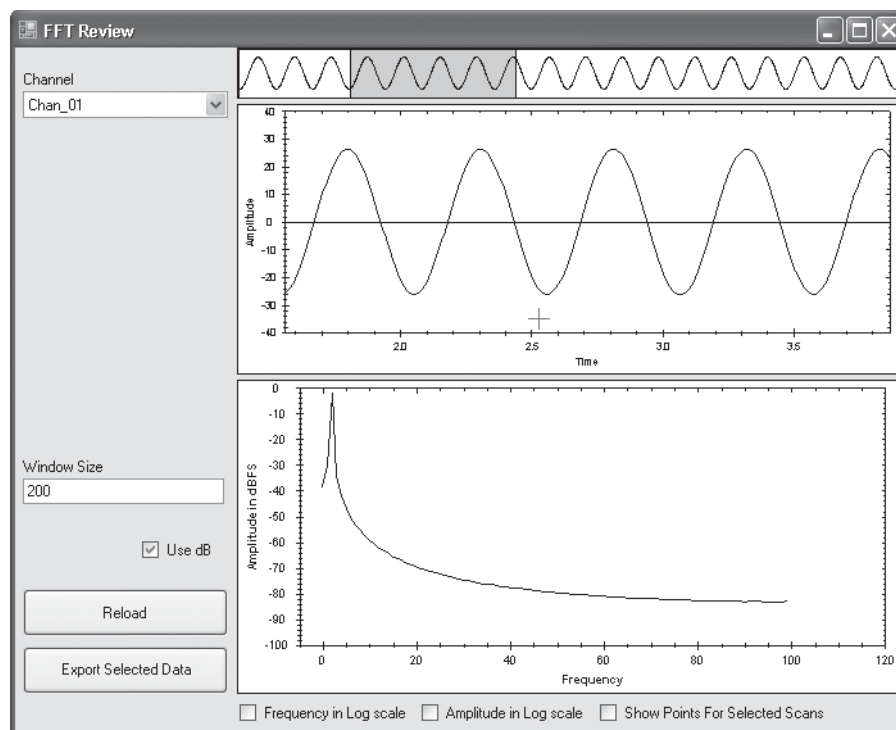 FFT Review
Channel
Chan_01
Window Size
200
Use dB
Reload
Export Selected Data
40
30
20
10
0
-10
-20
-30
-40
Amplitude
2.0
2.5
3.0
3.5
Time
0
-10
-20
-30
-40
-50
-60
-70
-80
-90
-100
Amplitude in dBFS
0
20
40
60
80
100
120
Frequency
Frequency in Log scale
Amplitude in Log scale
Show Points For Selected Scans